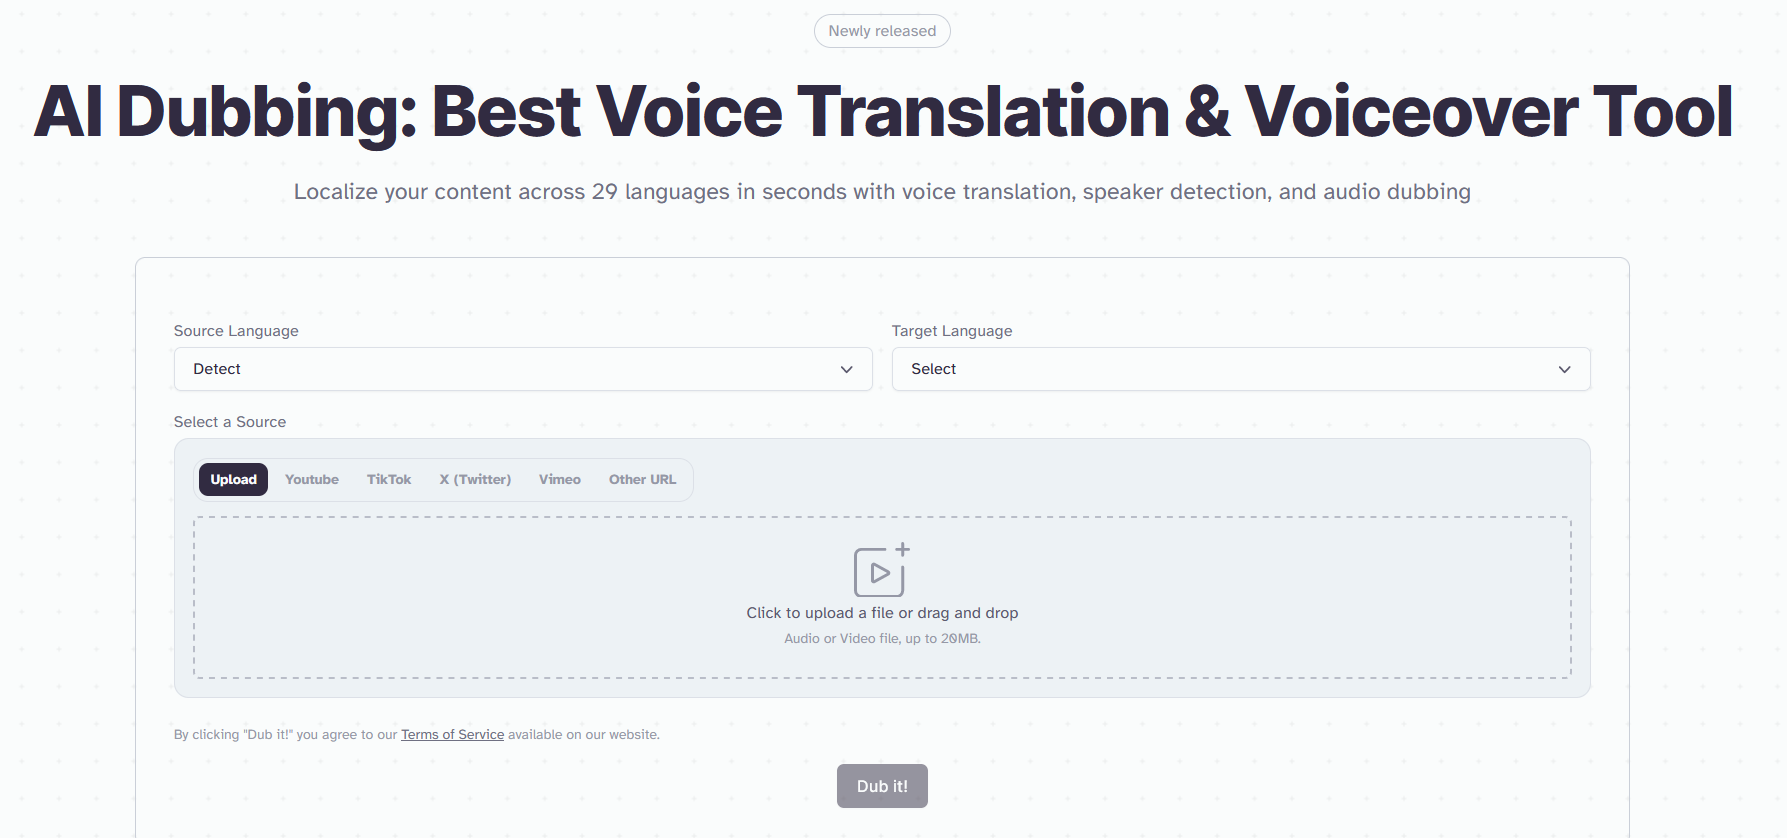 Newly released
AI Dubbing: Best Voice Translation & Voiceover Tool
Localize your content across 29 languages in seconds with voice translation, speaker detection, and audio dubbing
Source Language
Target Language
Detect
Select
Select a Source
Upload
Youtube
TikTok
X (Twitter)
Vimeo
Other URL
Click to upload a file or drag and drop
Audio or Video file, up to 20MB.
By clicking "Dub it!" you agree to our Terms of Service available on our website.
Dub it!